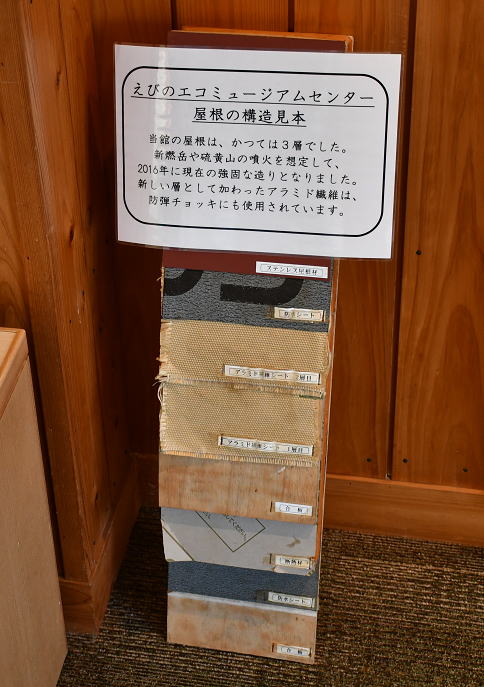 えびのエコミュージアムセンター
屋根の構造見本
当館の屋根は、かつては３層でした。
新燃岳や硫黄山の噴火を想定して、
2016年に現在の強固な造りとなりました。
新しい層として加わったアラミド繊維は、
防弾チョッキにも使用されています。
ステンレス屋根材
防水シート
アラミド繊維シート 2層目
アラミド繊維シート 1層目
合板
断熱材
防水シート
合板